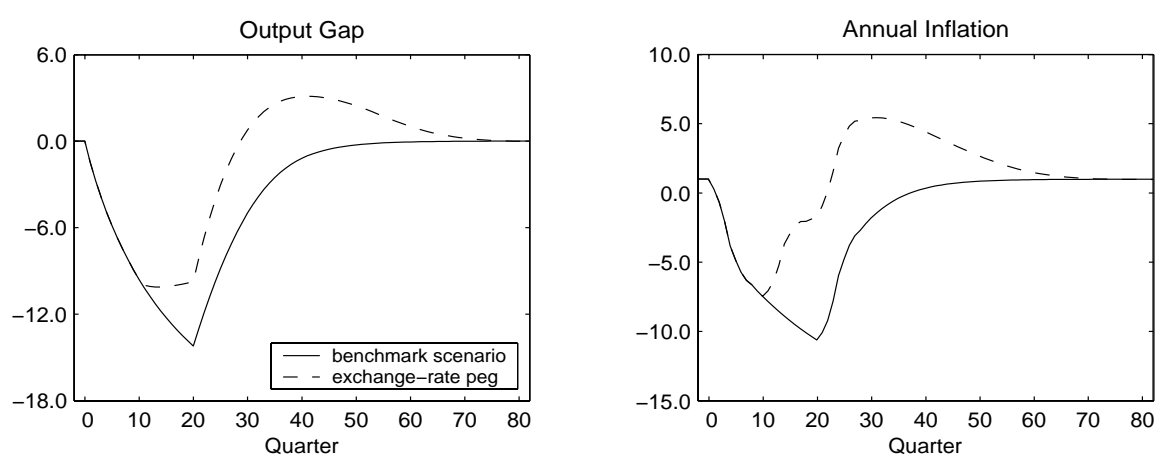 Output Gap
6.0
0.0
−6.0
−12.0
−18.0
0 10 20 30 40 50 60 70 80
Quarter
benchmark scenario
exchange−rate peg
Annual Inflation
10.0
5.0
0.0
−5.0
−10.0
−15.0
0 10 20 30 40 50 60 70 80
Quarter